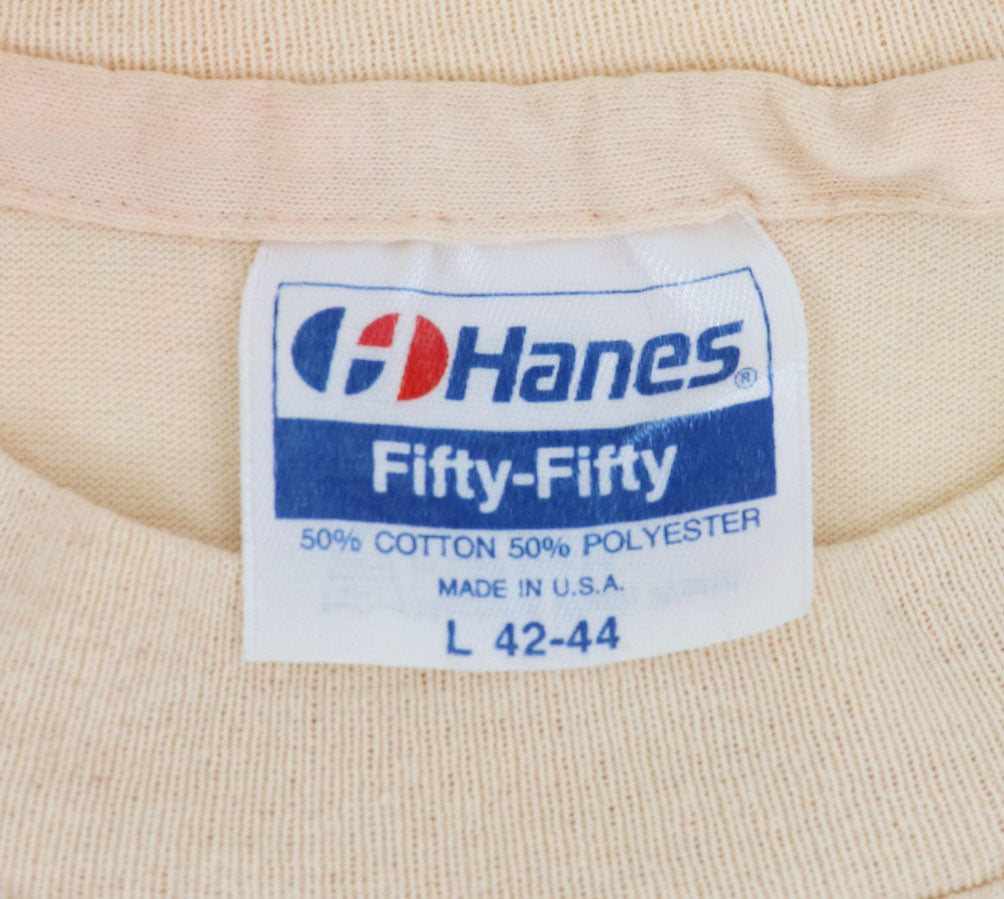 Hanes®
Fifty-Fifty
50% COTTON 50% POLYESTER
MADE IN U.S.A.
L 42-44